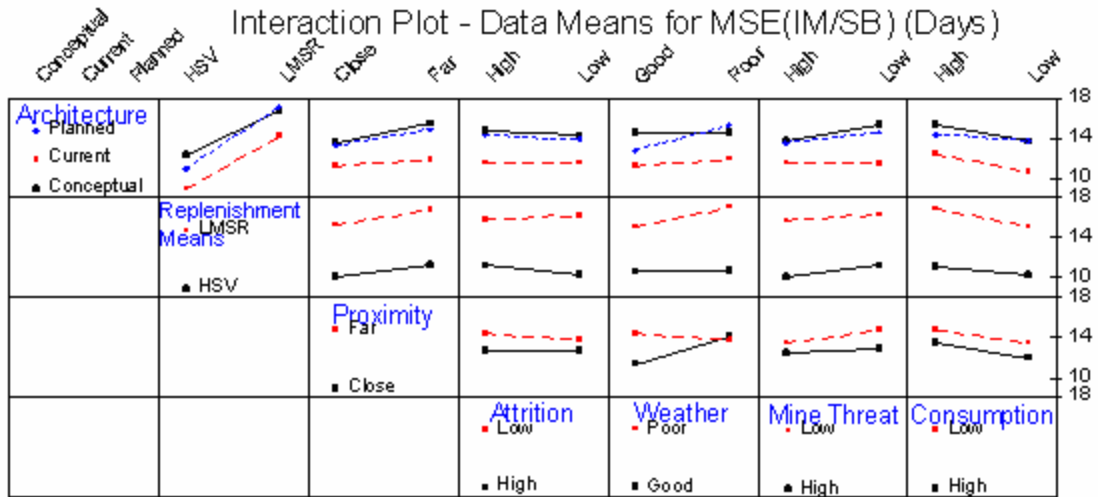 Interaction Plot - Data Means for MSE(IM/SB) (Days)
Conceptual Current Planned HSV LMSR Close Far High Low Good Poor High Low High Low
Architecture
Planned
Current
Conceptual
18
14
10
Replenishment
Means
LMSR
HSV
18
14
10
Proximity
Far
Close
18
14
10
18
Attrition
Low
High
Weather
Poor
Good
Mine Threat
Low
High
Consumption
Low
High